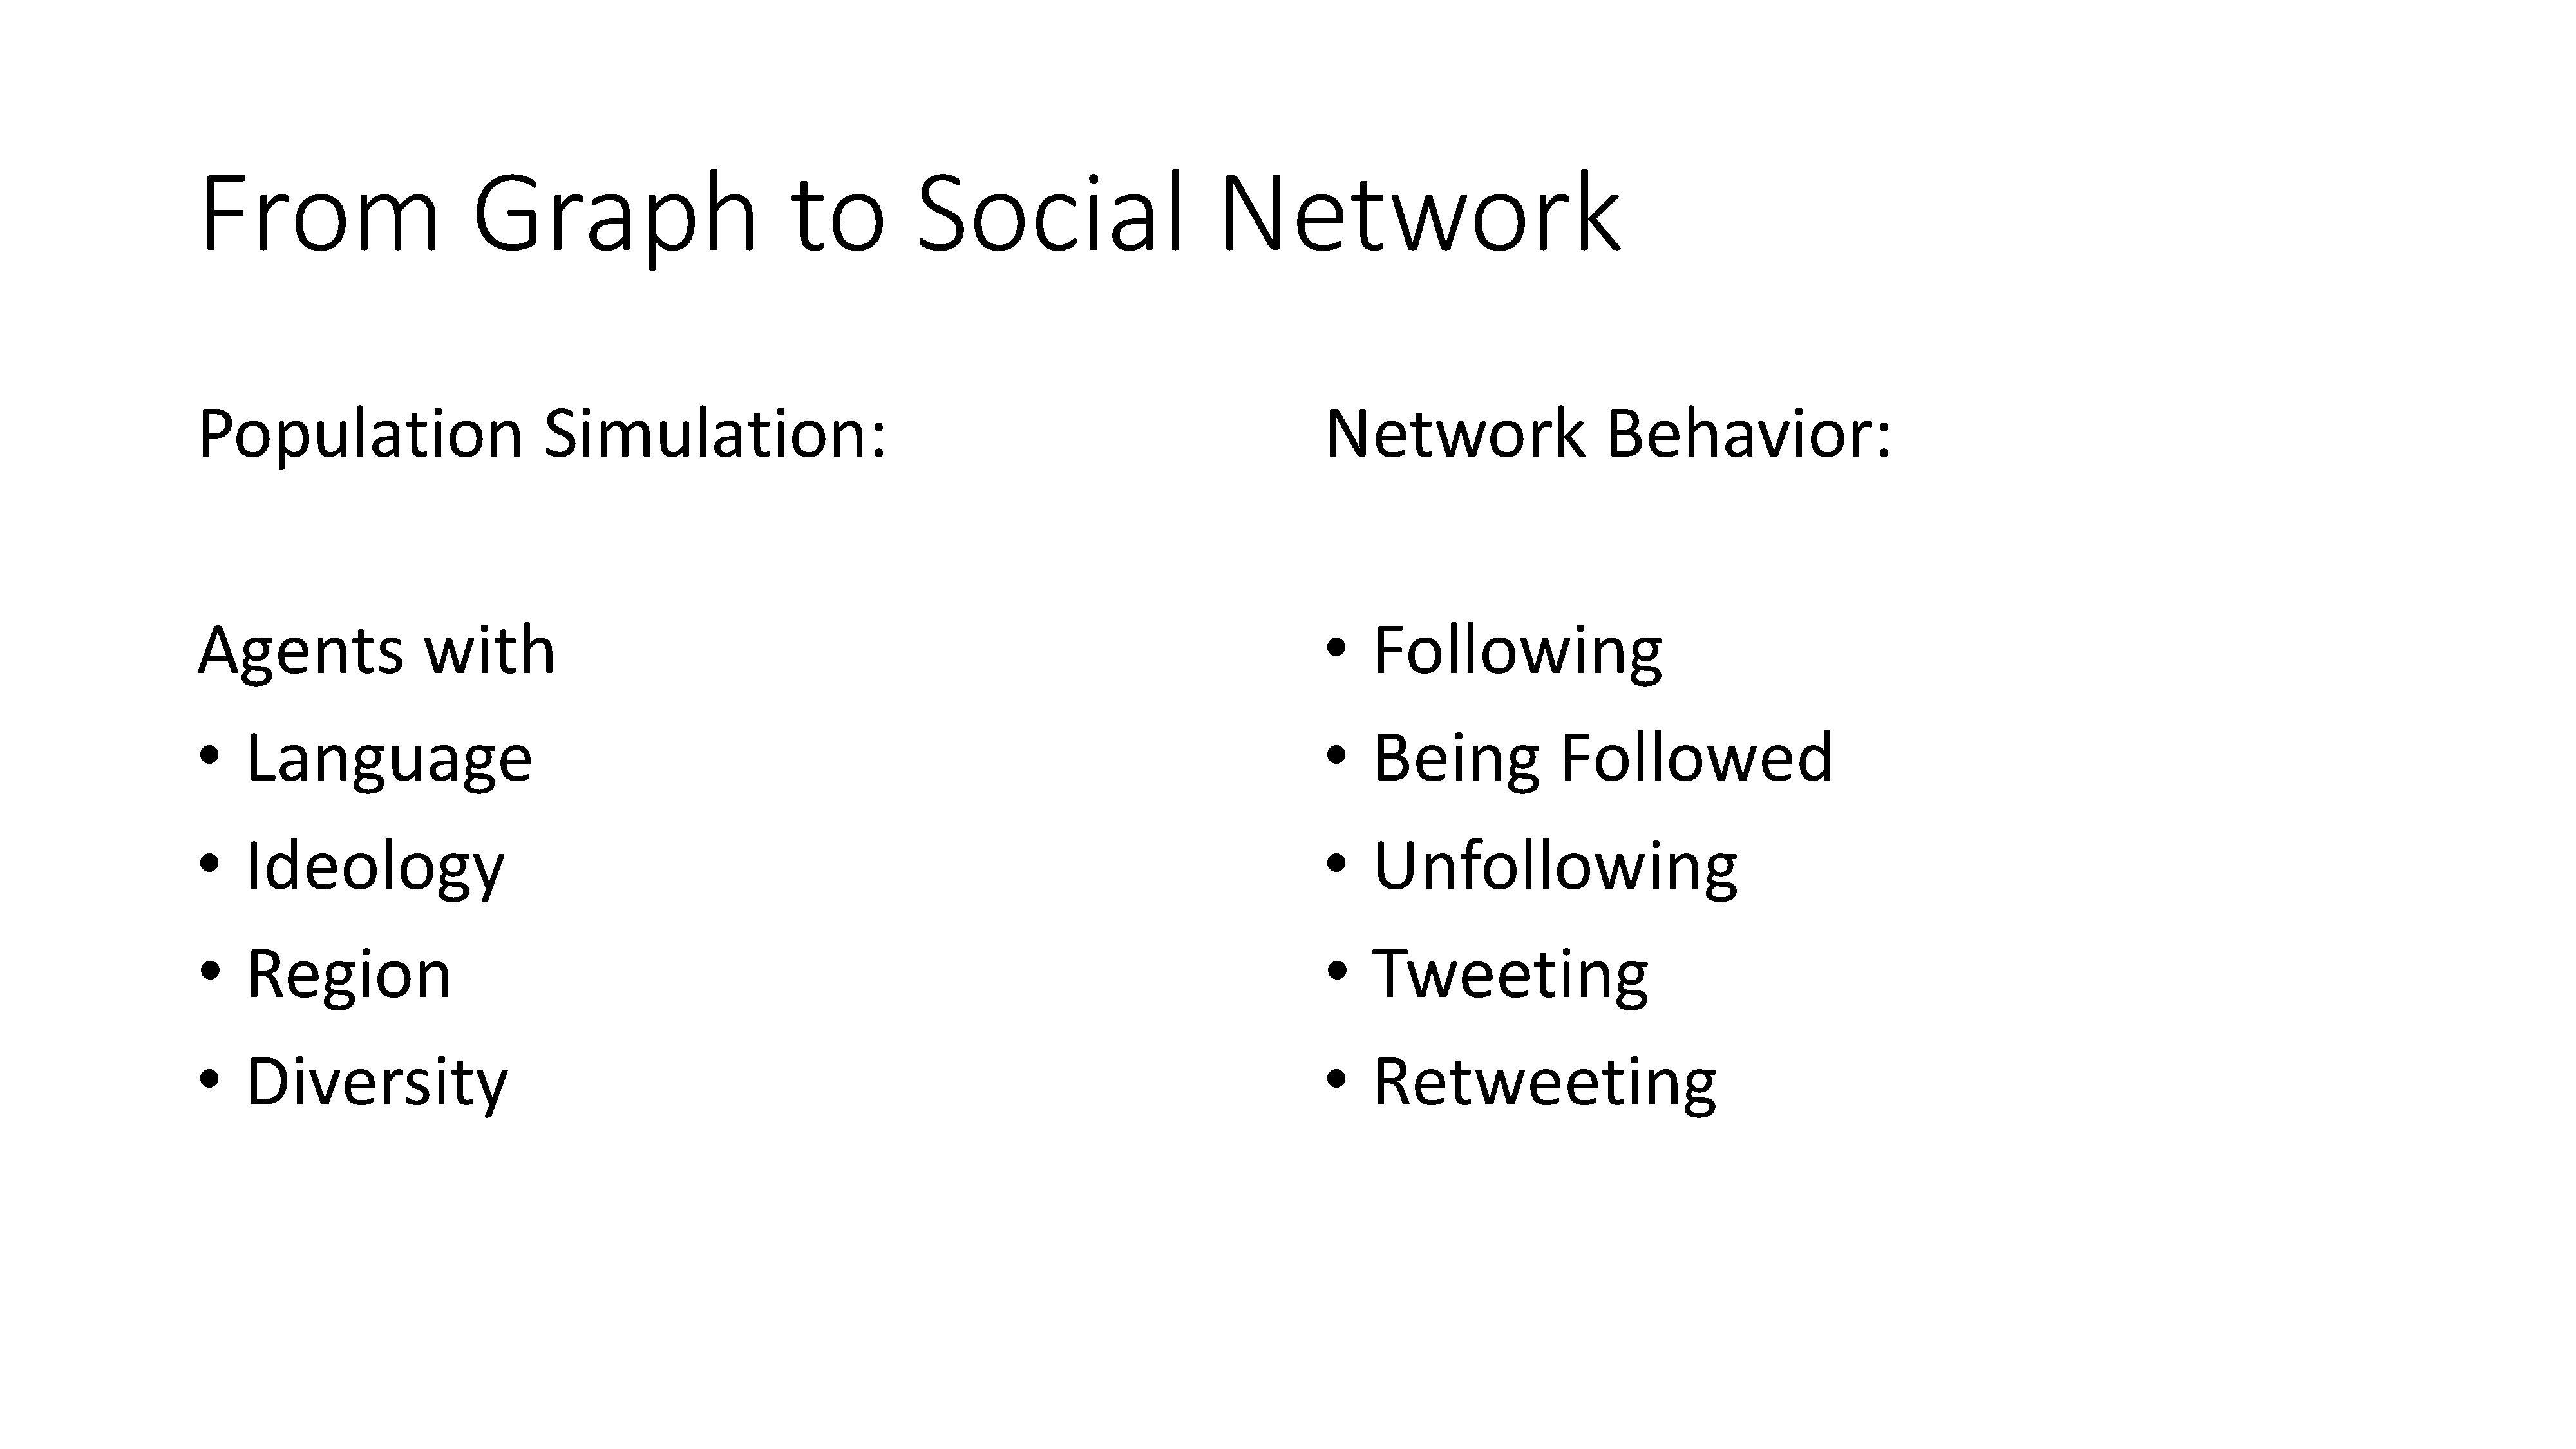 From Graph to Social Network
Population Simulation:
Agents with
• Language
• Ideology
• Region
• Diversity
Network Behavior:
• Following
• Being Followed
• Unfollowing
• Tweeting
• Retweeting